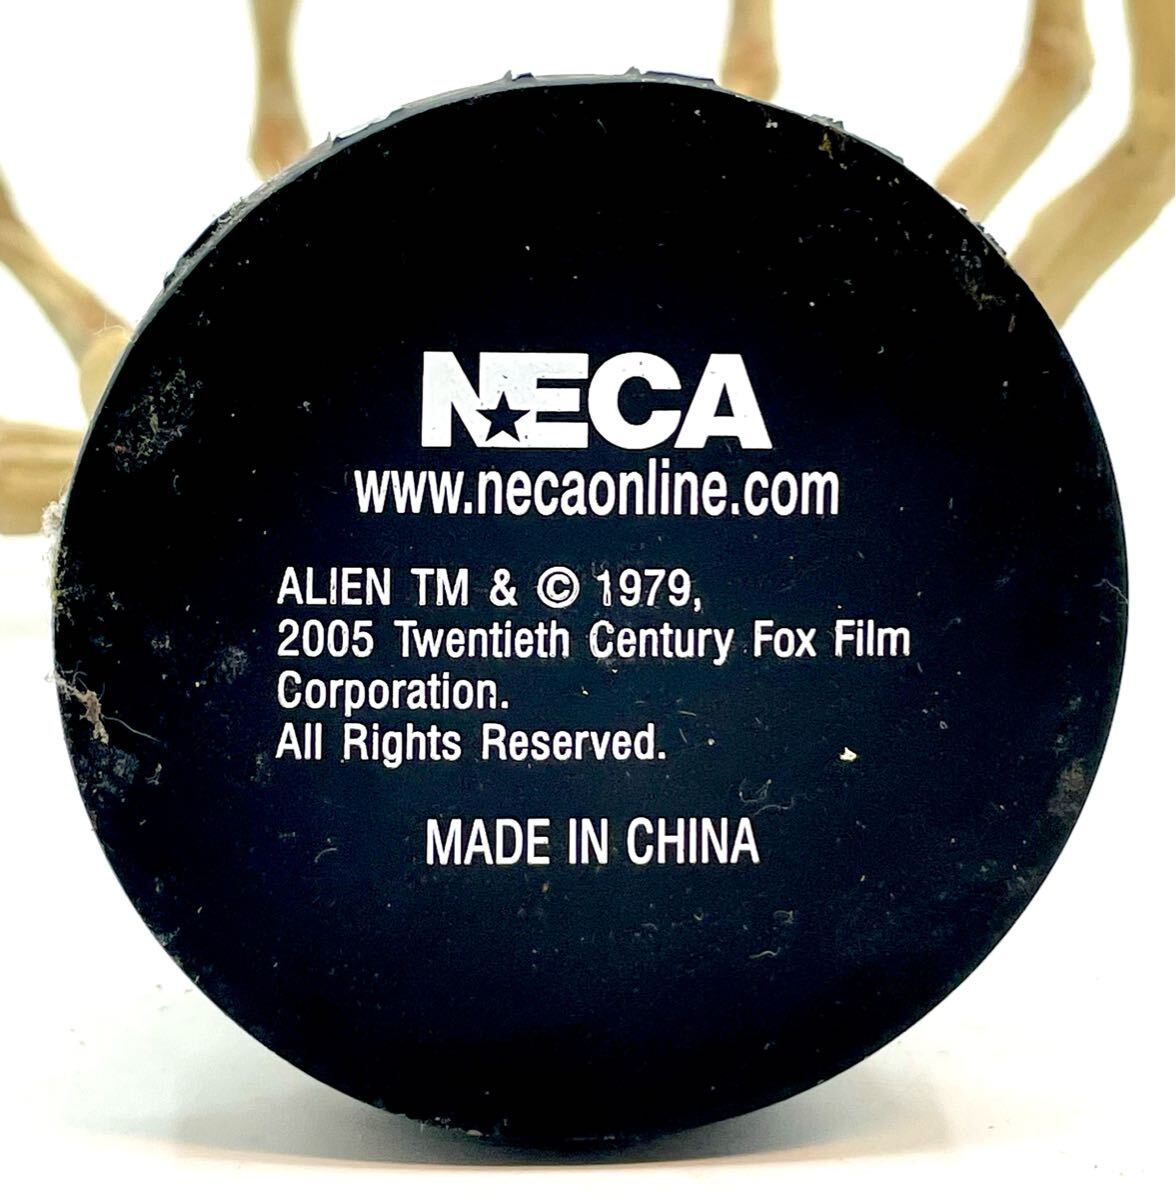 NECA
www.necaonline.com
ALIEN TM & © 1979,
2005 Twentieth Century Fox Film
Corporation.
All Rights Reserved.
MADE IN CHINA